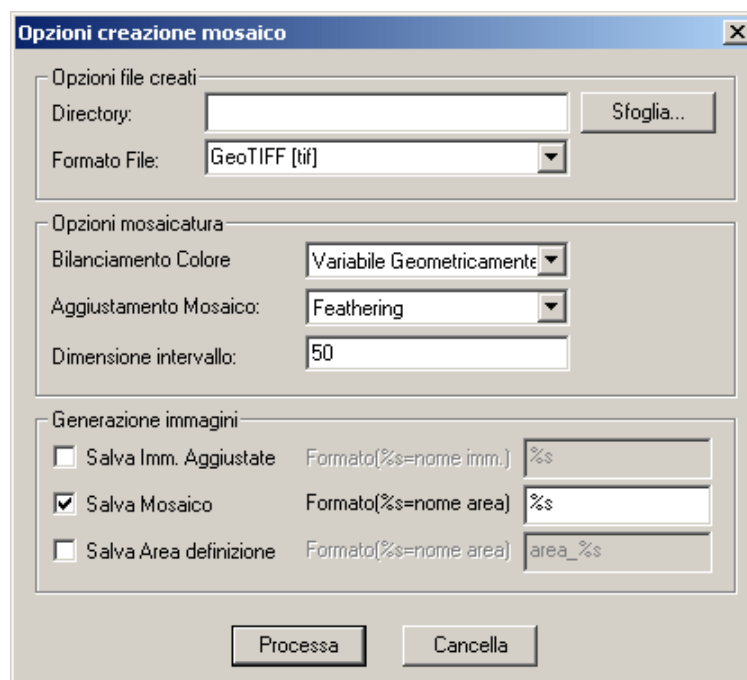 Opzioni creazione mosaico
Opzioni file creati
Directory:
Sfoglia...
Formato File:
GeoTIFF [tif]
Opzioni mosaicatura
Bilanciamento Colore
Variabile Geometricamente
Aggiustamento Mosaico:
Feathering
Dimensione intervallo:
50
Generazione immagini
Salva Imm. Aggiustate
Formato(%s=nome imm.)
%s
Salva Mosaico
Formato(%s=nome area)
%s
Salva Area definizione
Formato(%s=nome area)
area_%s
Processa
Cancella